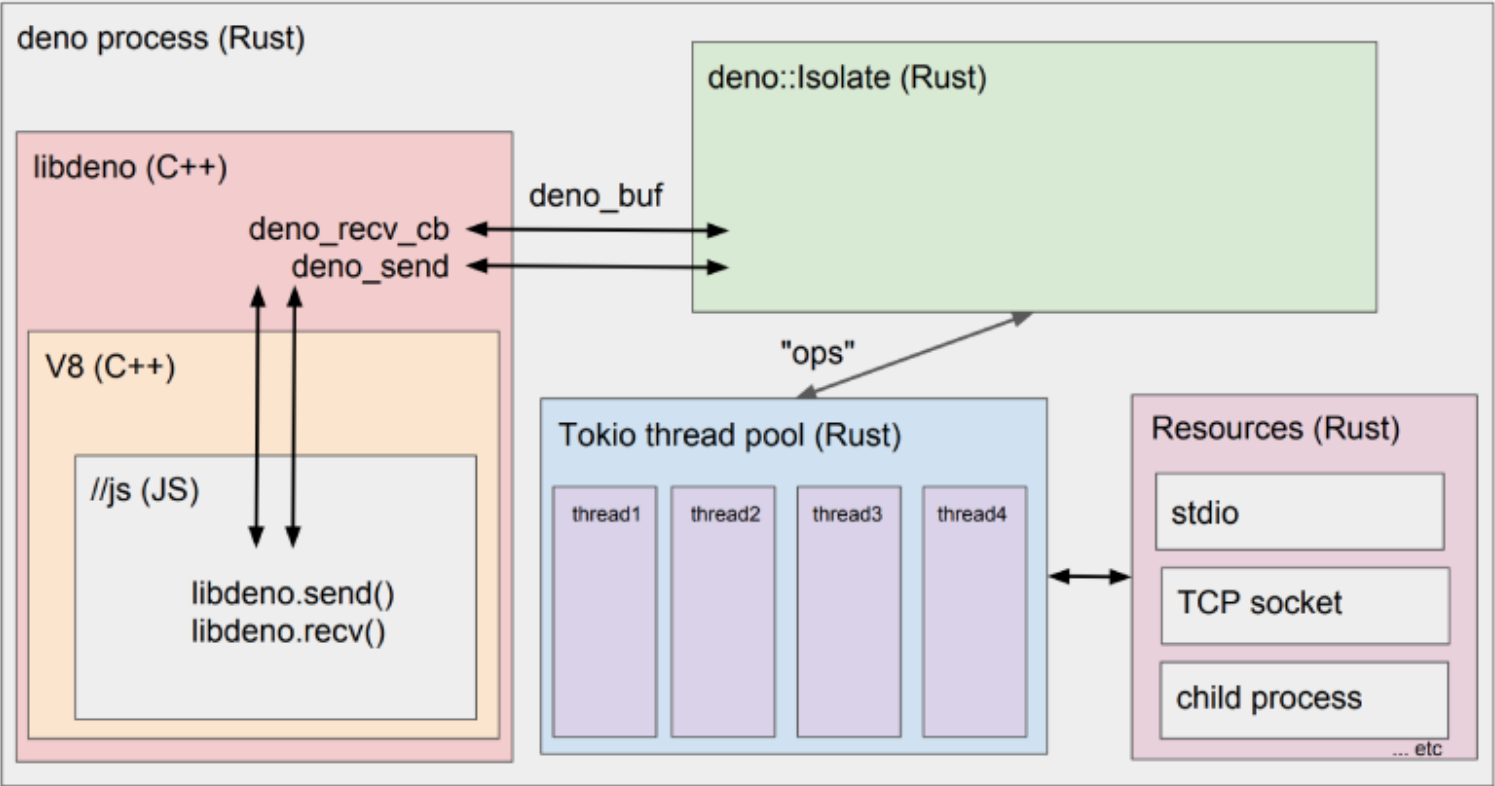 deno process (Rust)
deno::Isolate (Rust)
libdeno (C++)
deno_buf
deno_recv_cb
deno_send
V8 (C++)
//js (JS)
libdeno.send()
libdeno.recv()
"ops"
Tokio thread pool (Rust)
thread1
thread2
thread3
thread4
Resources (Rust)
stdio
TCP socket
child process
... etc